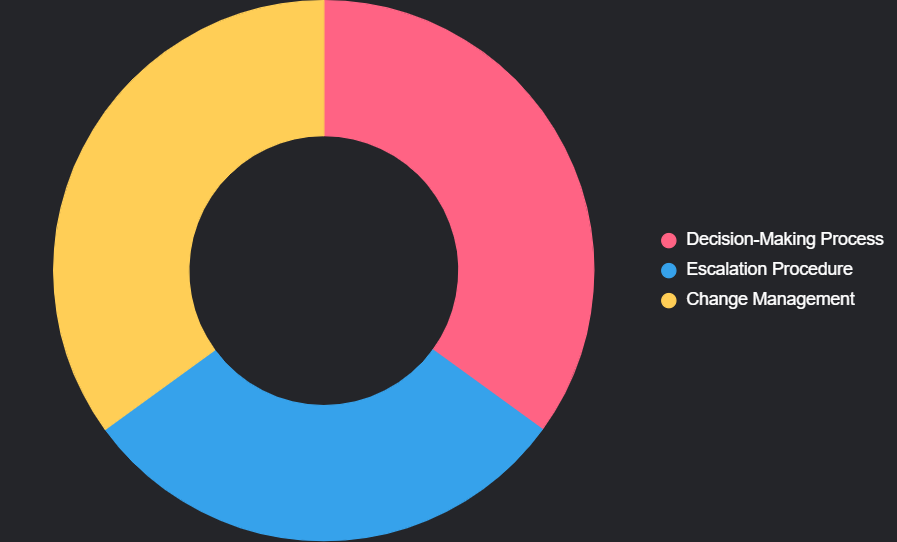 Decision-Making Process
Escalation Procedure
Change Management